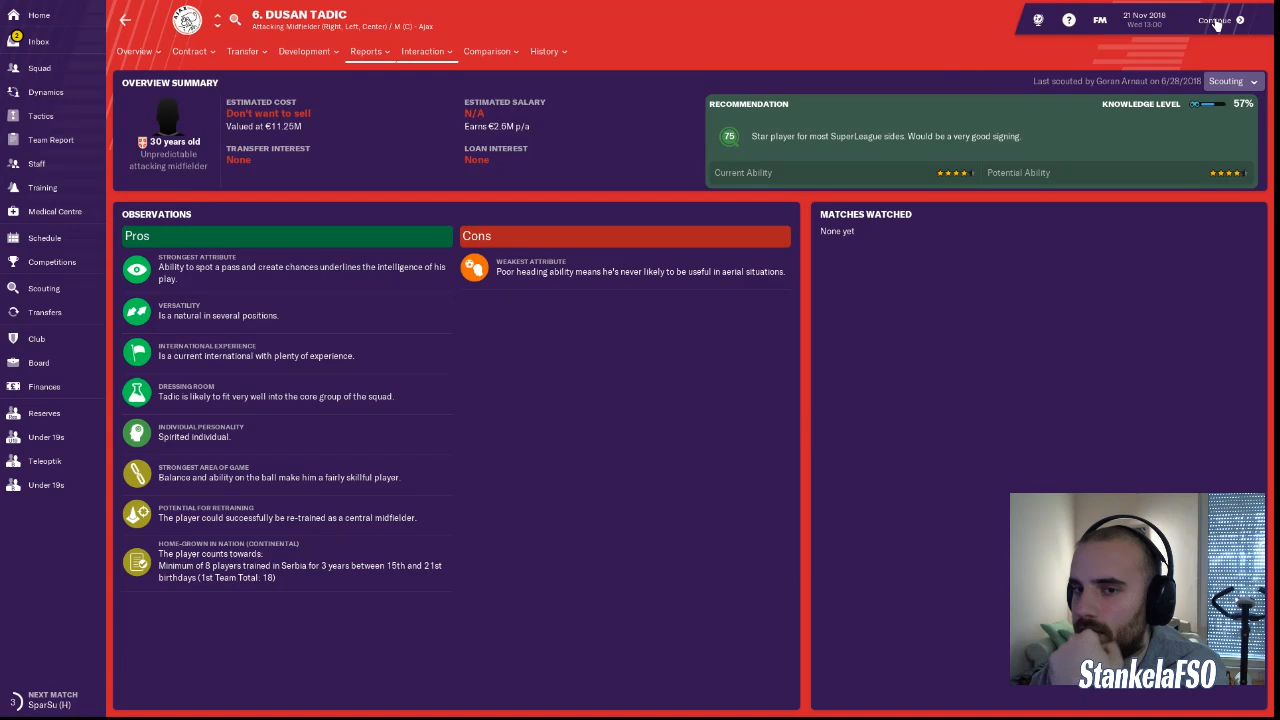 Home
2
Inbox
Squad
Dynamics
Tactics
Team Report
Staff
Training
Medical Centre
Schedule
Competitions
Scouting
Transfers
Club
Board
Finances
Reserves
Under 19s
Teleoptik
Under 19s
3
NEXT MATCH
SparSu (H)
6. DUSAN TADIC
Attacking Midfielder (Right, Left, Center) / M (C) - Ajax
FM
21 Nov 2018
Wed 13:00
Continue
Overview
Contract
Transfer
Development
Reports
Interaction
Comparison
History
OVERVIEW SUMMARY
Last scouted by Goran Arnaut on 6/28/2018
Scouting
30 years old
Unpredictable
attacking midfielder
ESTIMATED COST
Don't want to sell
Valued at €11.25M
TRANSFER INTEREST
None
ESTIMATED SALARY
N/A
Earns €2.6M p/a
LOAN INTEREST
None
RECOMMENDATION
KNOWLEDGE LEVEL
57%
75
Star player for most SuperLeague sides. Would be a very good signing.
Current Ability
Potential Ability
OBSERVATIONS
Pros
STRONGEST ATTRIBUTE
Ability to spot a pass and create chances underlines the intelligence of his
play.
VERSATILITY
Is a natural in several positions.
INTERNATIONAL EXPERIENCE
Is a current international with plenty of experience.
DRESSING ROOM
Tadic is likely to fit very well into the core group of the squad.
INDIVIDUAL PERSONALITY
Spirited individual.
STRONGEST AREA OF GAME
Balance and ability on the ball make him a fairly skillful player.
POTENTIAL FOR RETRAINING
The player could successfully be re-trained as a central midfielder.
HOME-GROWN IN NATION (CONTINENTAL)
The player counts towards:
Minimum of 8 players trained in Serbia for 3 years between 15th and 21st
birthdays (1st Team Total: 18)
Cons
WEAKEST ATTRIBUTE
Poor heading ability means he's never likely to be useful in aerial situations.
MATCHES WATCHED
None yet
StankelaFSO